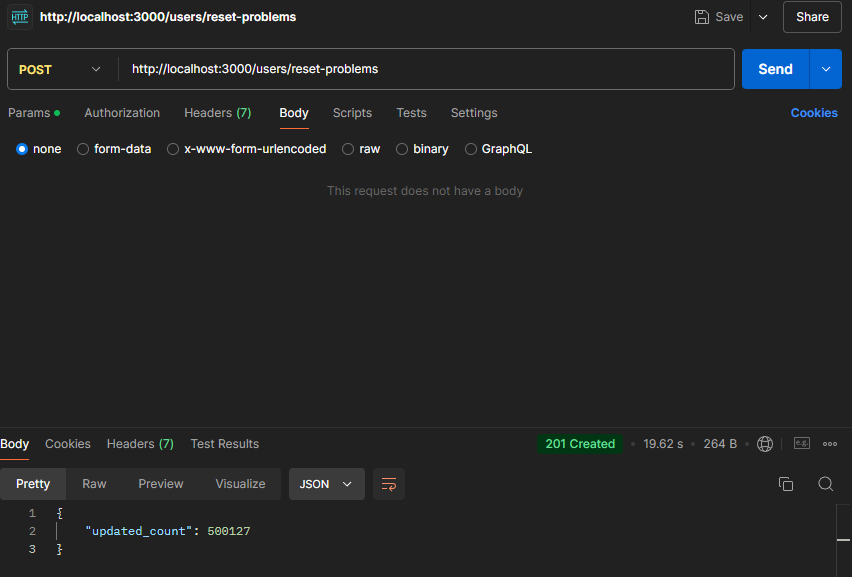 HTTP http://localhost:3000/users/reset-problems Save Share
POST http://localhost:3000/users/reset-problems Send
Params Authorization Headers (7) Body Scripts Tests Settings Cookies
none form-data x-www-form-urlencoded raw binary GraphQL
This request does not have a body
Body Cookies Headers (7) Test Results 201 Created 19.62 s 264 B e.g.
Pretty Raw Preview Visualize JSON
1 {
2 "updated_count": 500127
3 }